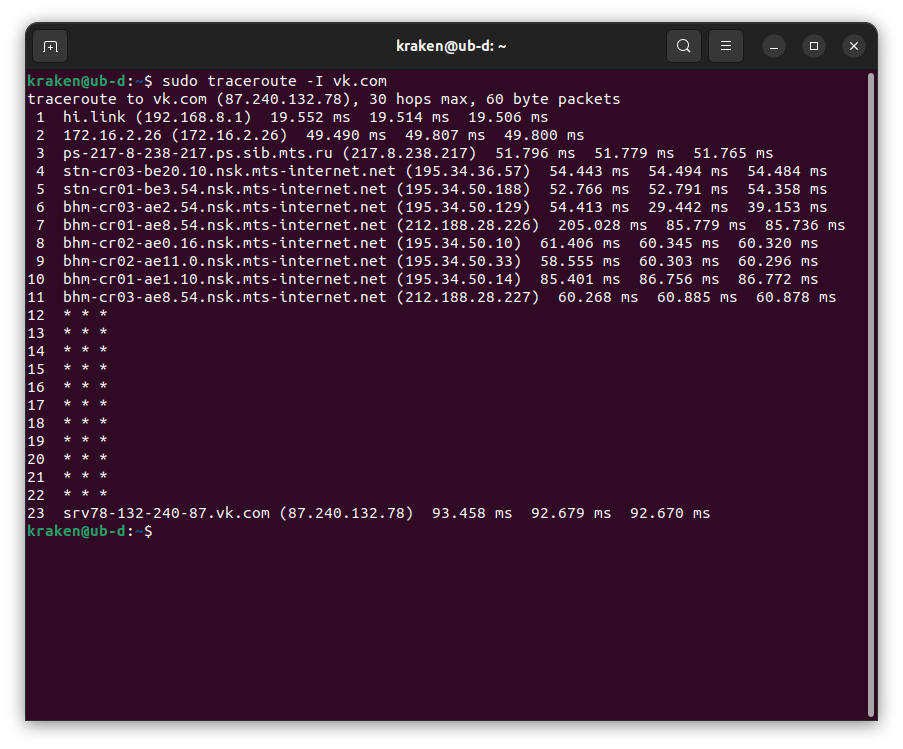 kraken@ub-d: ~
kraken@ub-d:~$ sudo traceroute -I vk.com
traceroute to vk.com (87.240.132.78), 30 hops max, 60 byte packets
 1  hi.link (192.168.8.1)  19.552 ms  19.514 ms  19.506 ms
 2  172.16.2.26 (172.16.2.26)  49.490 ms  49.807 ms  49.800 ms
 3  ps-217-8-238-217.ps.sib.mts.ru (217.8.238.217)  51.796 ms  51.779 ms  51.765 ms
 4  stn-cr03-be20.10.nsk.mts-internet.net (195.34.36.57)  54.443 ms  54.494 ms  54.484 ms
 5  stn-cr01-be3.54.nsk.mts-internet.net (195.34.50.188)  52.766 ms  52.791 ms  54.358 ms
 6  bhm-cr03-ae2.54.nsk.mts-internet.net (195.34.50.129)  54.413 ms  29.442 ms  39.153 ms
 7  bhm-cr01-ae8.54.nsk.mts-internet.net (212.188.28.226)  205.028 ms  85.779 ms  85.736 ms
 8  bhm-cr02-ae0.16.nsk.mts-internet.net (195.34.50.10)  61.406 ms  60.345 ms  60.320 ms
 9  bhm-cr02-ae11.0.nsk.mts-internet.net (195.34.50.33)  58.555 ms  60.303 ms  60.296 ms
10  bhm-cr01-ae1.10.nsk.mts-internet.net (195.34.50.14)  85.401 ms  86.756 ms  86.772 ms
11  bhm-cr03-ae8.54.nsk.mts-internet.net (212.188.28.227)  60.268 ms  60.885 ms  60.878 ms
12  * * *
13  * * *
14  * * *
15  * * *
16  * * *
17  * * *
18  * * *
19  * * *
20  * * *
21  * * *
22  * * *
23  srv78-132-240-87.vk.com (87.240.132.78)  93.458 ms  92.679 ms  92.670 ms
kraken@ub-d:~$